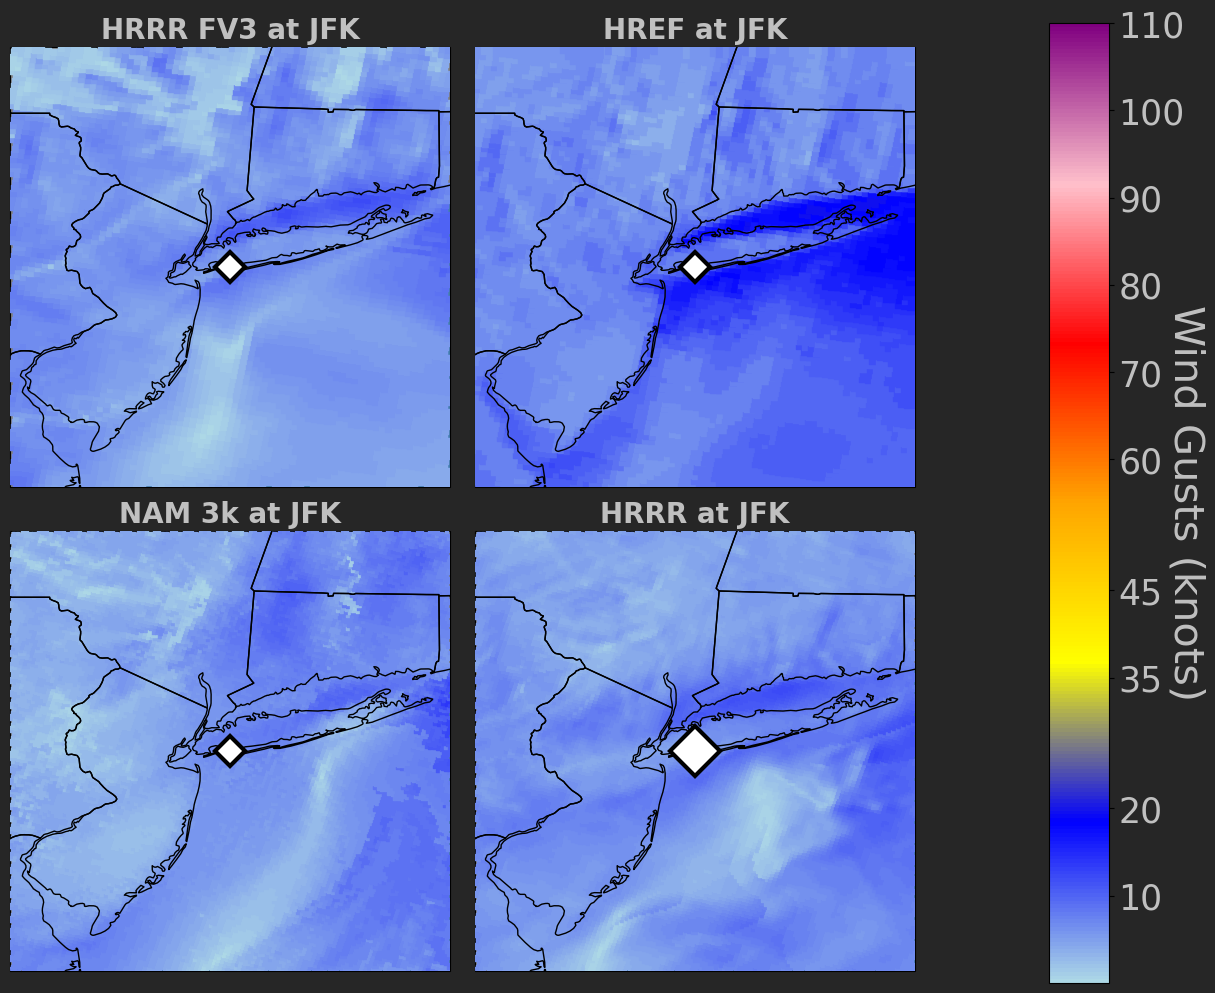 HRRR FV3 at JFK
HREF at JFK
NAM 3k at JFK
HRRR at JFK
110
100
90
80
70
60
45
35
20
10
Wind Gusts (knots)